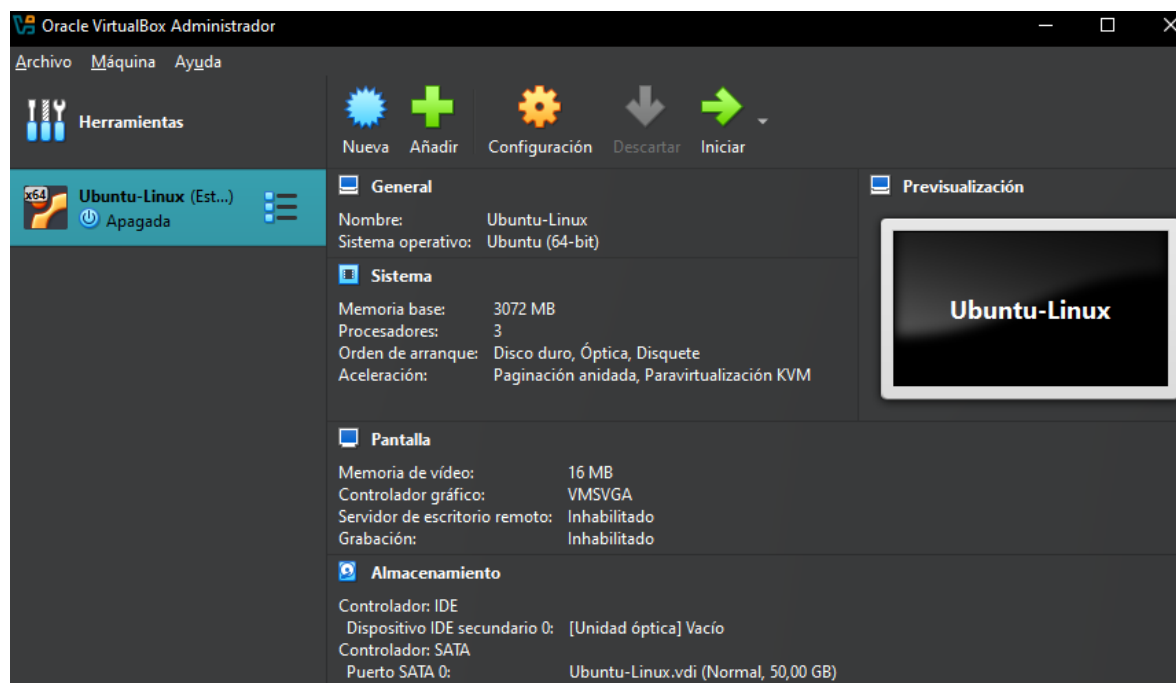 Oracle VirtualBox Administrador
Archivo Máquina Ayuda
Herramientas
Nueva Añadir Configuración Descartar Iniciar
x64
Ubuntu-Linux (Est...)
Apagada
General
Nombre: Ubuntu-Linux
Sistema operativo: Ubuntu (64-bit)
Previsualización
Ubuntu-Linux
Sistema
Memoria base: 3072 MB
Procesadores: 3
Orden de arranque: Disco duro, Óptica, Disquete
Aceleración: Paginación anidada, Paravirtualización KVM
Pantalla
Memoria de vídeo: 16 MB
Controlador gráfico: VMSVGA
Servidor de escritorio remoto: Inhabilitado
Grabación: Inhabilitado
Almacenamiento
Controlador: IDE
Dispositivo IDE secundario 0: [Unidad óptica] Vacío
Controlador: SATA
Puerto SATA 0: Ubuntu-Linux.vdi (Normal, 50,00 GB)